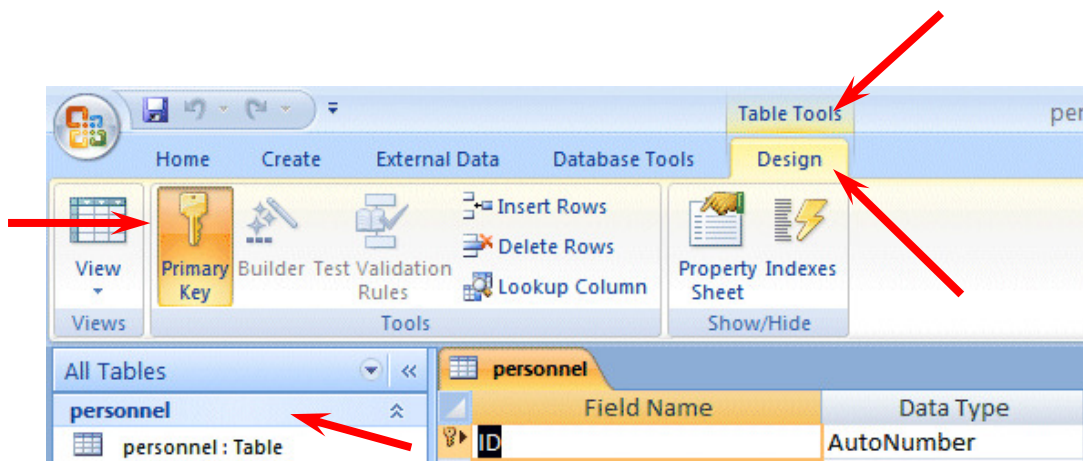 Table Tools
per
Home Create External Data Database Tools Design
Insert Rows
Delete Rows
Lookup Column
View
Primary Key
Builder
Test Validation Rules
Property Sheet
Indexes
Views
Tools
Show/Hide
All Tables
personnel
personnel
Field Name Data Type
personnel : Table
ID AutoNumber